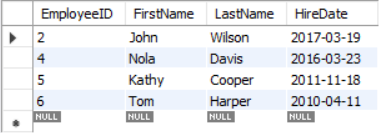 EmployeeID FirstName LastName HireDate
2 John Wilson 2017-03-19
4 Nola Davis 2016-03-23
5 Kathy Cooper 2011-11-18
6 Tom Harper 2010-04-11
NULL NULL NULL NULL